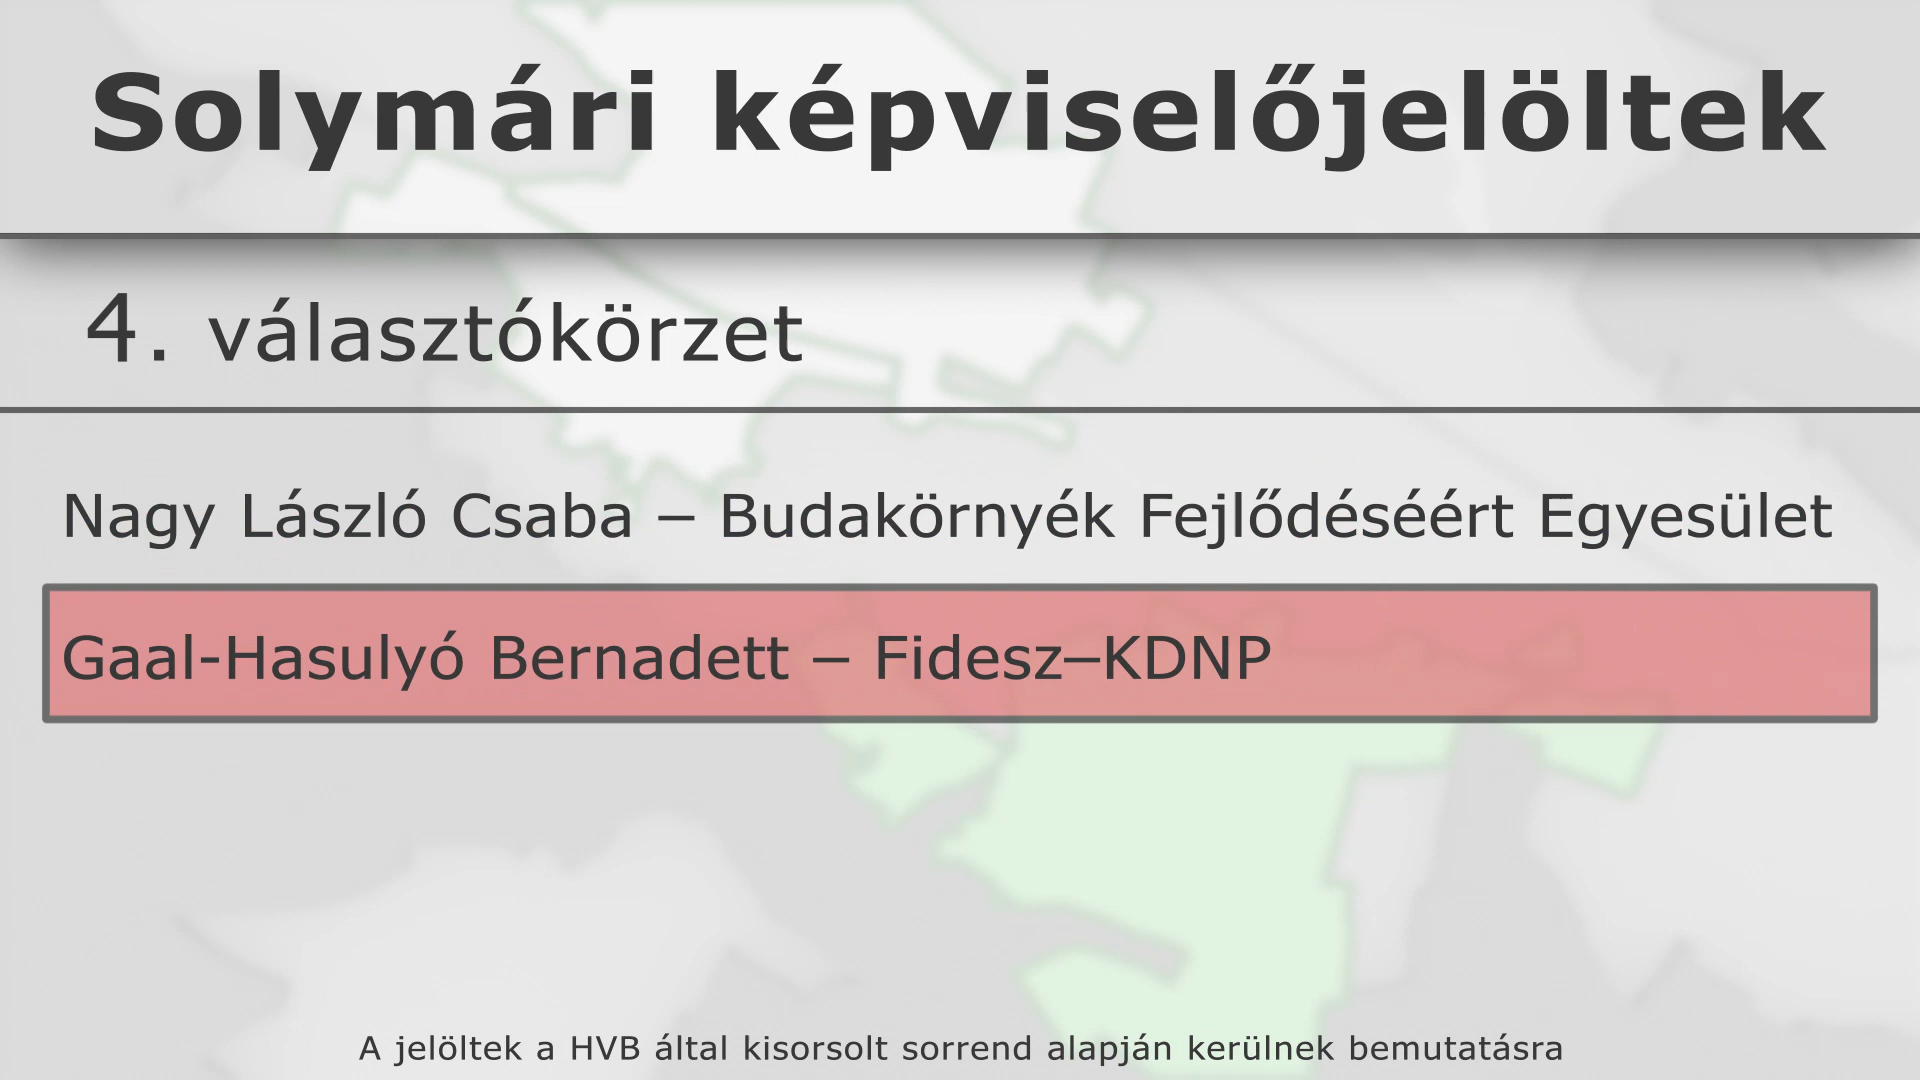 Solymári képviselőjelöltek
4. választókörzet
Nagy László Csaba – Budakörnyék Fejlődéséért Egyesület
Gaal-Hasulyó Bernadett – Fidesz–KDNP
A jelöltek a HVB által kisorsolt sorrend alapján kerülnek bemutatásra